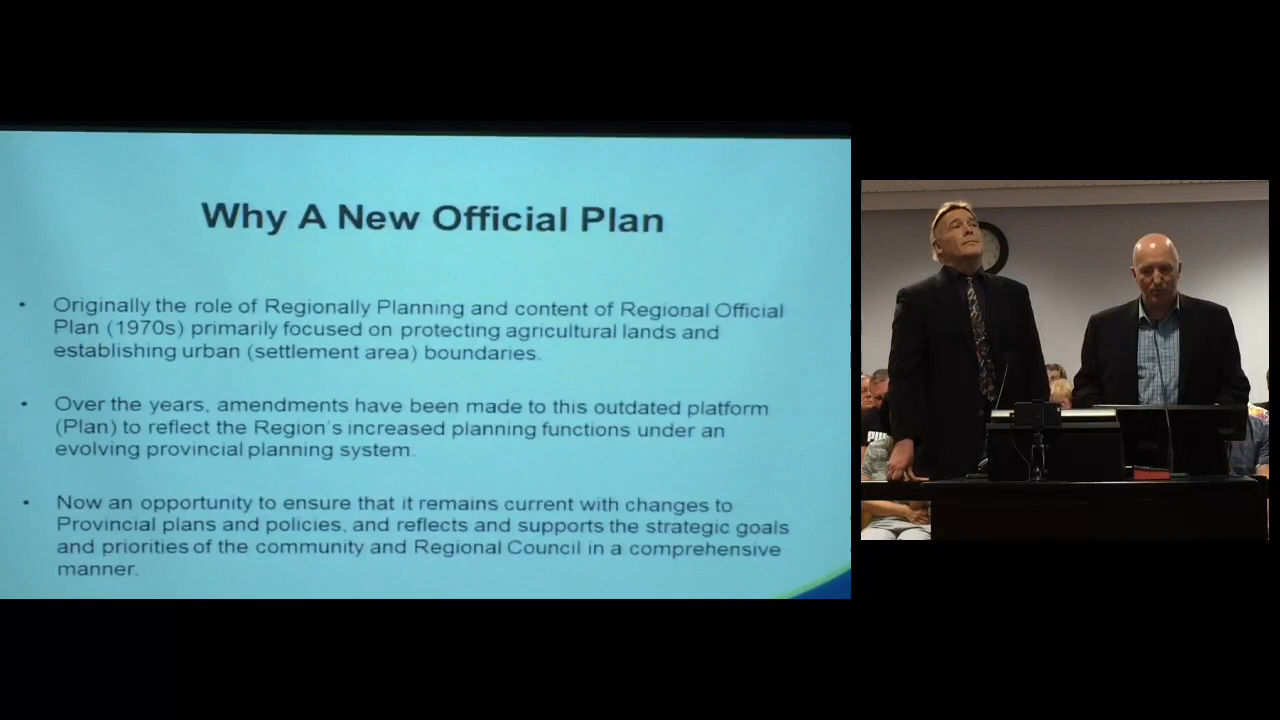 Why A New Official Plan
• Originally the role of Regionally Planning and content of Regional Official
Plan (1970s) primarily focused on protecting agricultural lands and
establishing urban (settlement area) boundaries.
• Over the years, amendments have been made to this outdated platform
(Plan) to reflect the Region's increased planning functions under an
evolving provincial planning system.
• Now an opportunity to ensure that it remains current with changes to
Provincial plans and policies, and reflects and supports the strategic goals
and priorities of the community and Regional Council in a comprehensive
manner.
PUM